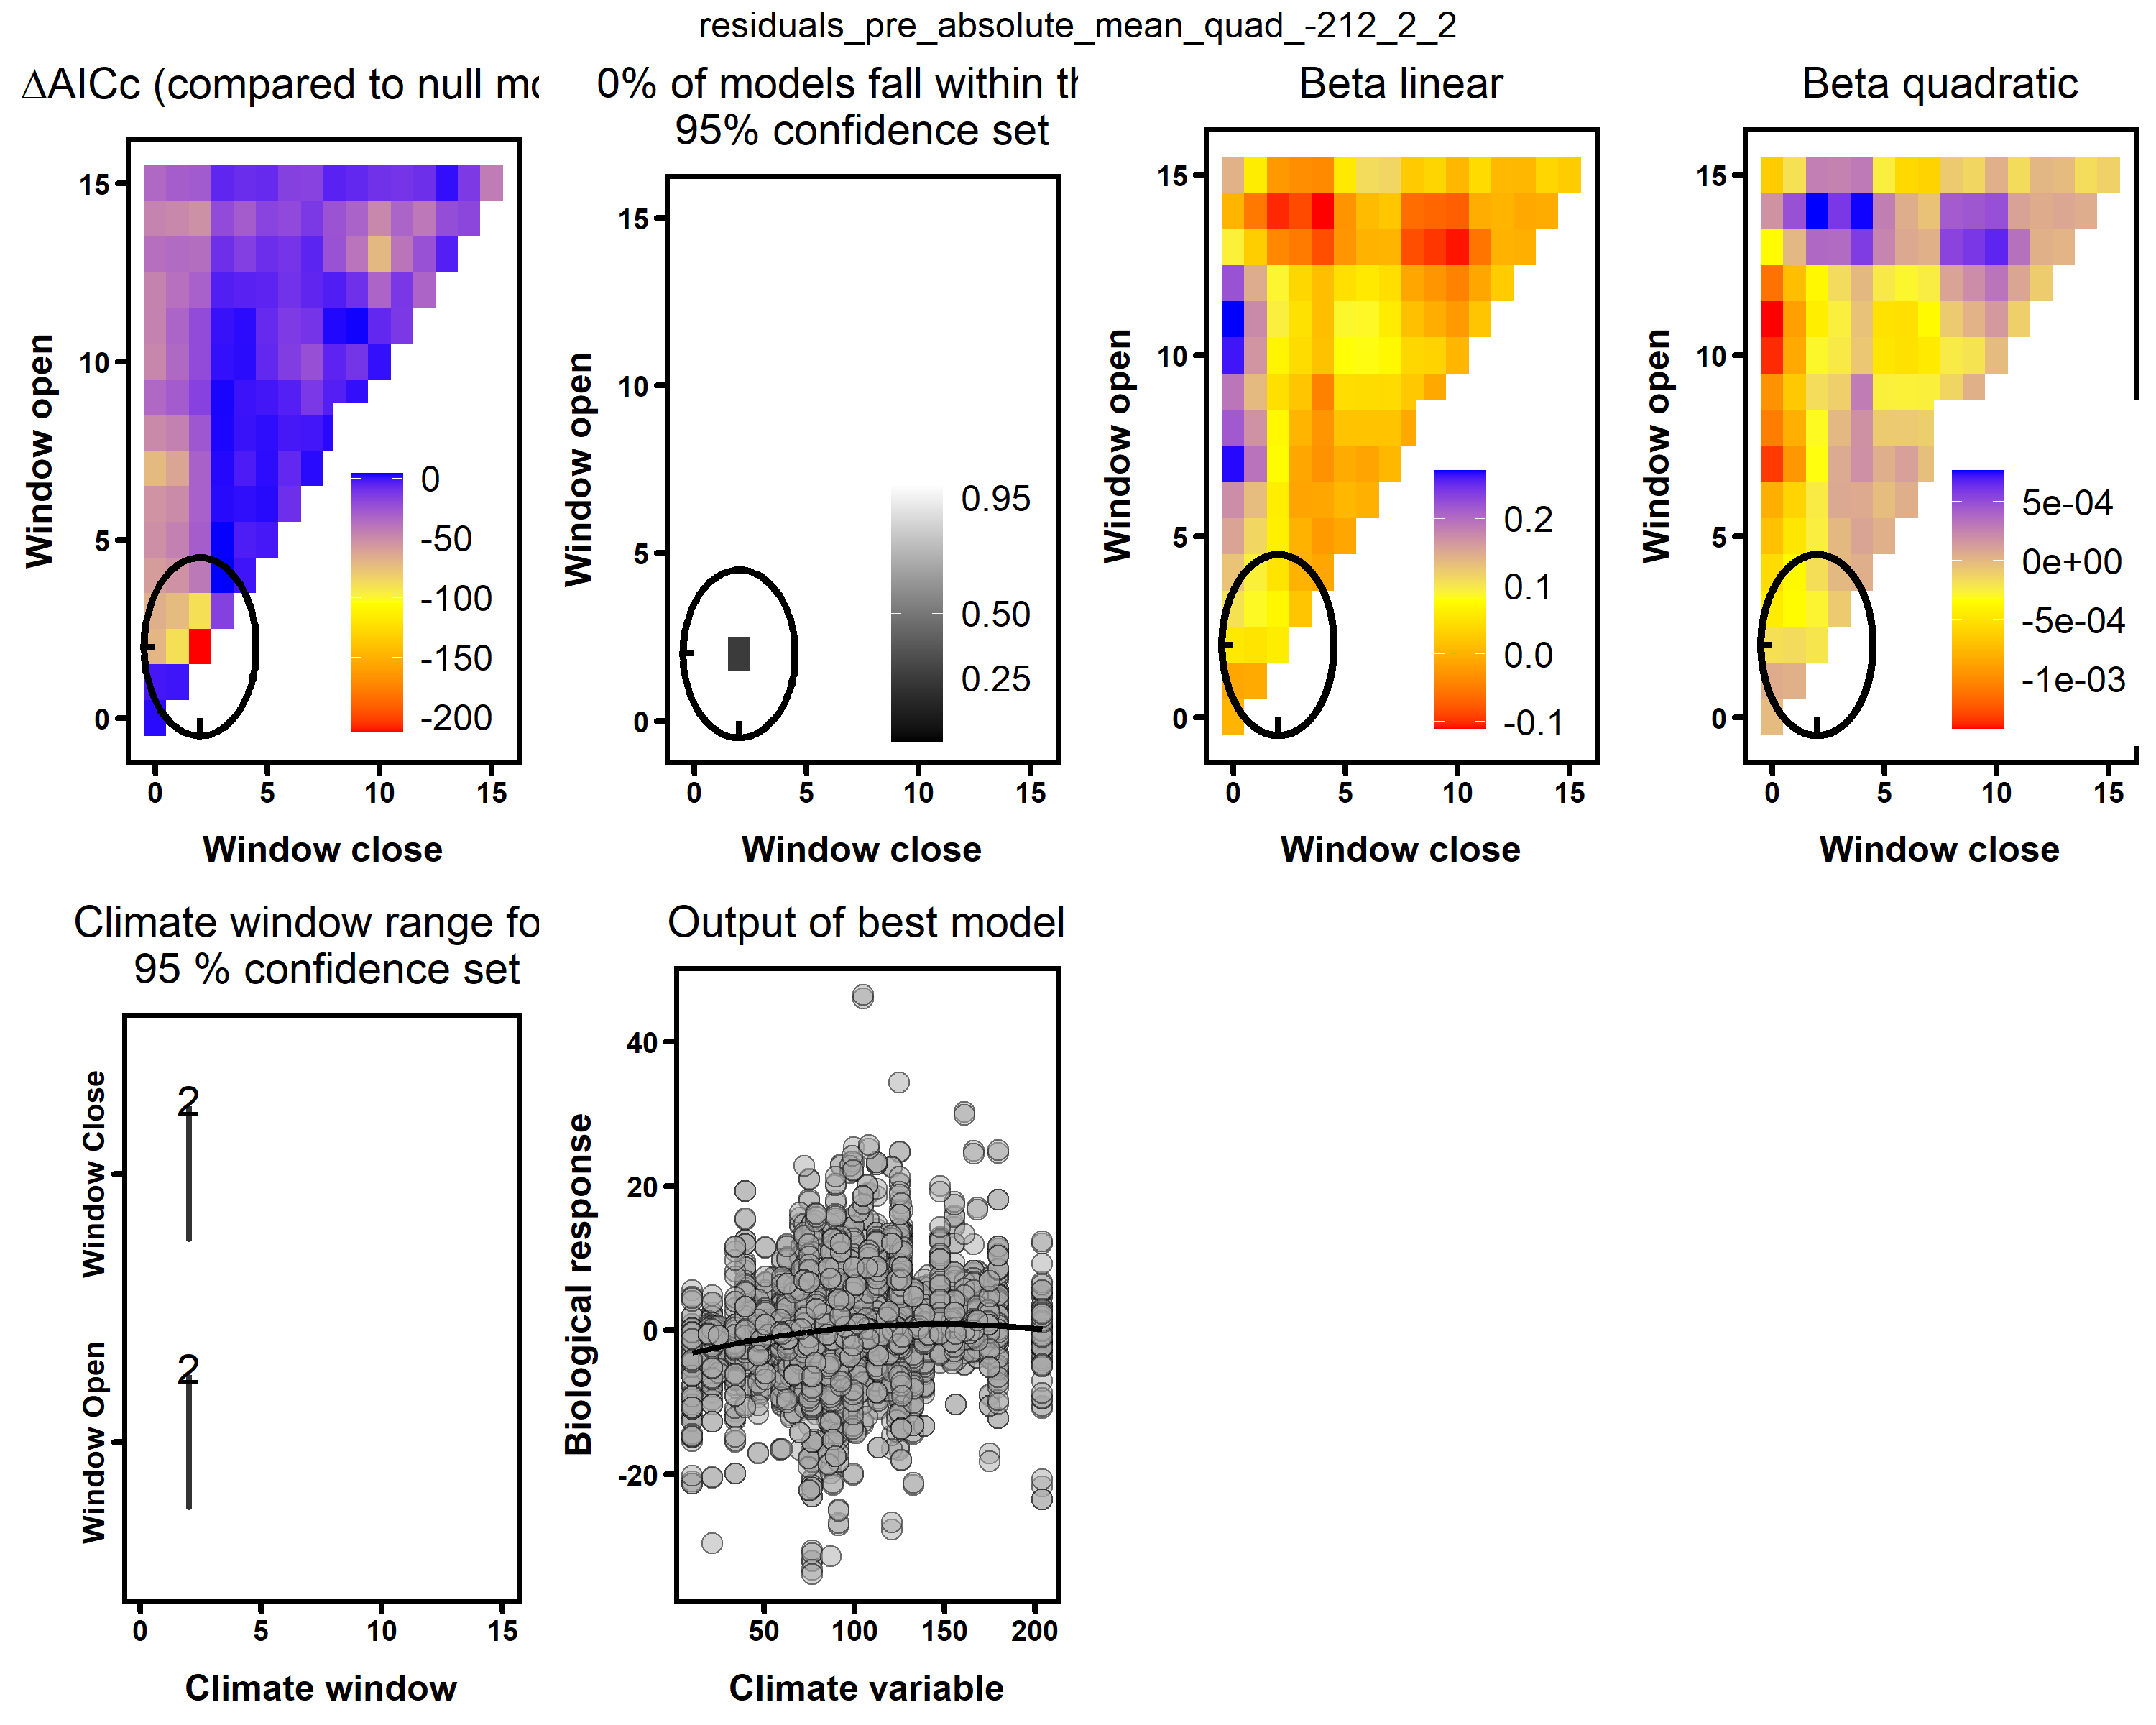 residuals_pre_absolute_mean_quad_-212_2_2
ΔAICc (compared to null mo
15
10
5
0
0
5
10
15
Window open
Window close
0
-50
-100
-150
-200
0% of models fall within th
95% confidence set
15
10
5
0
0
5
10
15
Window open
Window close
0.95
0.50
0.25
Beta linear
15
10
5
0
0
5
10
15
Window open
Window close
0.2
0.1
0.0
-0.1
Beta quadratic
15
10
5
0
0
5
10
15
Window open
Window close
5e-04
0e+00
-5e-04
-1e-03
Climate window range fo
95 % confidence set
Window Close
Window Open
2
2
0
5
10
15
Climate window
Output of best model
40
20
0
-20
50
100
150
200
Biological response
Climate variable